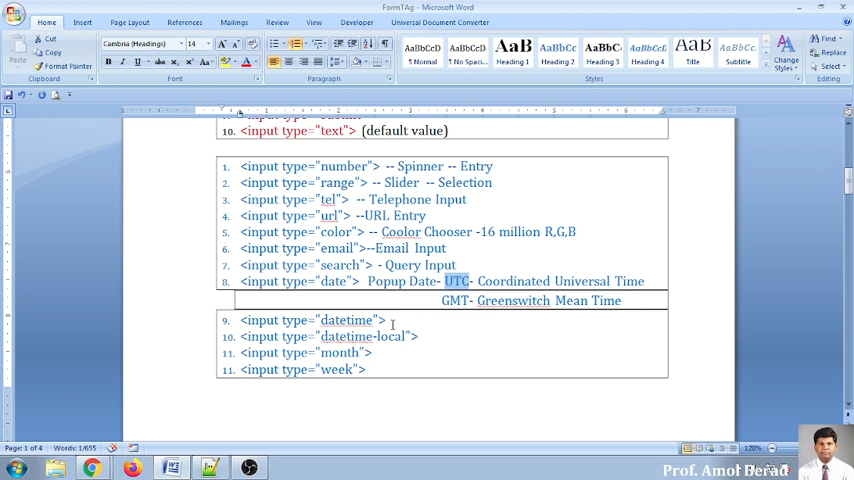 FormTAg - Microsoft Word
Home Insert Page Layout References Mailings Review View Developer Universal Document Converter
Cut
Copy
Format Painter
Paste
Clipboard
Cambria (Headings) 14
Font
Paragraph
AaBbCcD AaBbCcD AaBbC AaBbCc AaBbCc AaBbCcD AaBb AaBbCc.
¶ Normal ¶ No Spaci... Heading 1 Heading 2 Heading 3 Heading 4 Title Subtitle
Styles
Change Styles
Find
Replace
Select
Editing
10. <input type="text"> (default value)
1. <input type="number"> -- Spinner -- Entry
2. <input type="range"> -- Slider -- Selection
3. <input type="tel"> -- Telephone Input
4. <input type="url"> --URL Entry
5. <input type="color"> -- Coolor Chooser -16 million R,G,B
6. <input type="email">--Email Input
7. <input type="search"> - Query Input
8. <input type="date"> Popup Date- UTC- Coordinated Universal Time
GMT- Greenswitch Mean Time
9. <input type="datetime">
10. <input type="datetime-local">
11. <input type="month">
11. <input type="week">
Page: 1 of 4 Words: 1/655
120%
Prof. Amol Berad